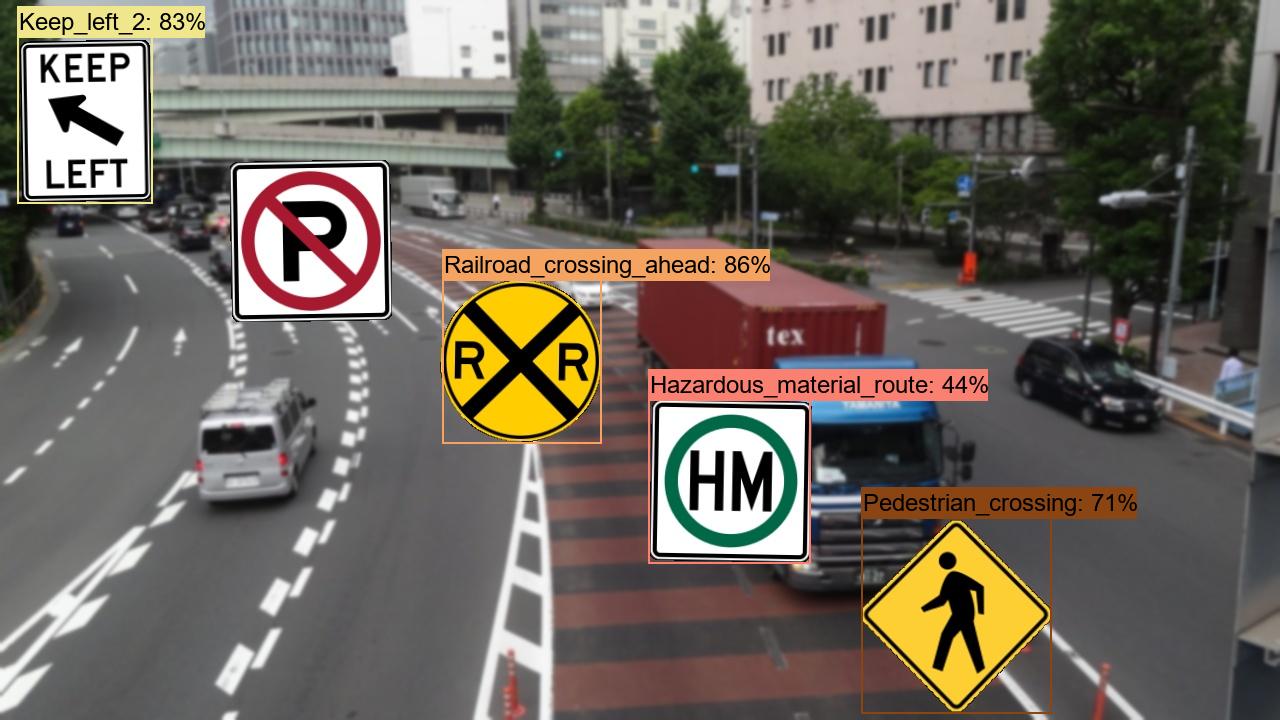 Keep_left_2: 83%
KEEP
LEFT
P
Railroad_crossing_ahead: 86%
R R
tex
Hazardous_material_route: 44%
HM
Pedestrian_crossing: 71%